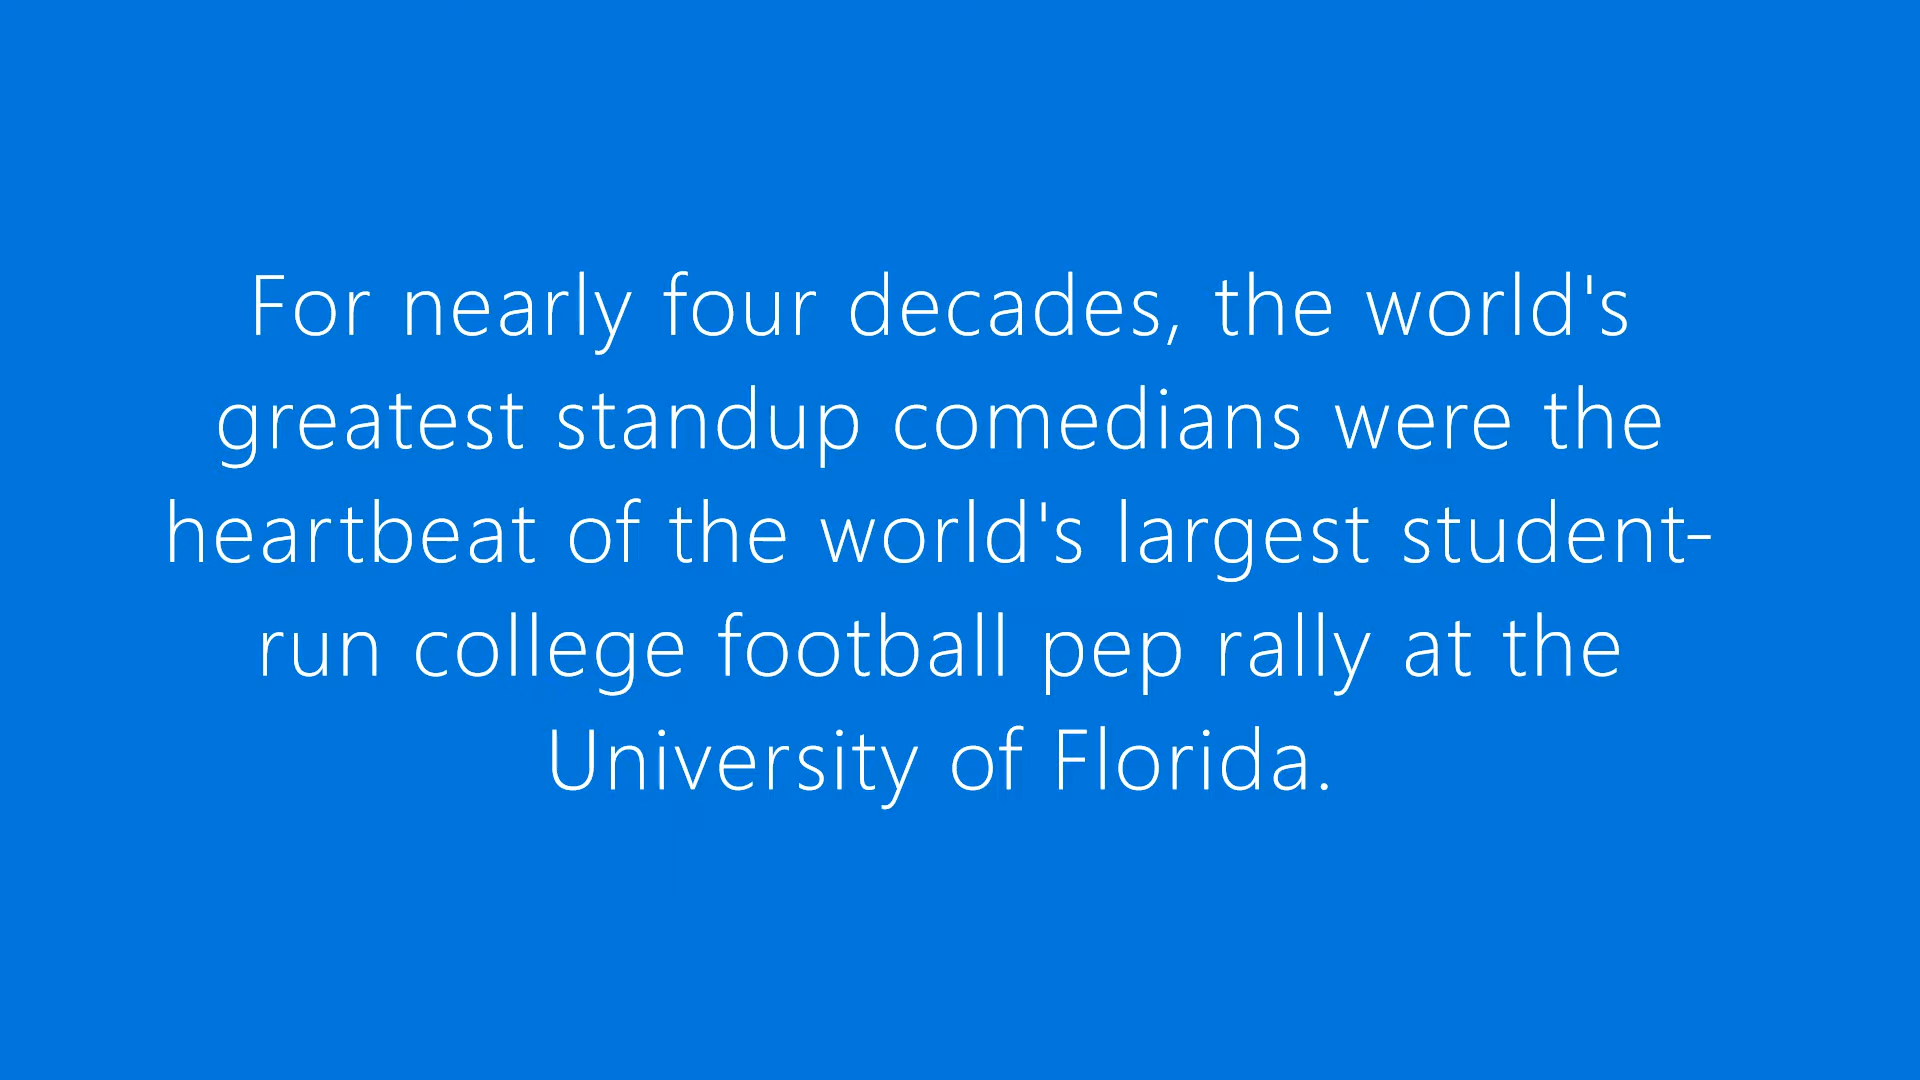 For nearly four decades, the world's
greatest standup comedians were the
heartbeat of the world's largest student-
run college football pep rally at the
University of Florida.